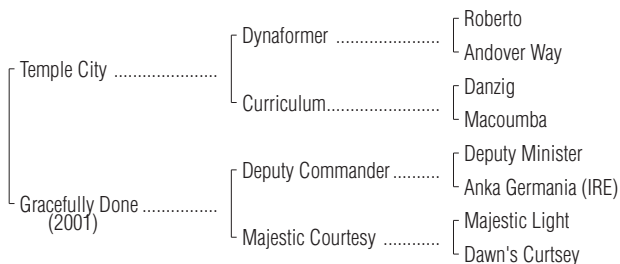 Roberto
Dynaformer ......................
Andover Way
Temple City ......................
Danzig
Curriculum........................
Macoumba
Deputy Minister
Deputy Commander ..........
Anka Germania (IRE)
Gracefully Done ................
(2001)
Majestic Light
Majestic Courtesy ............
Dawn's Curtsey